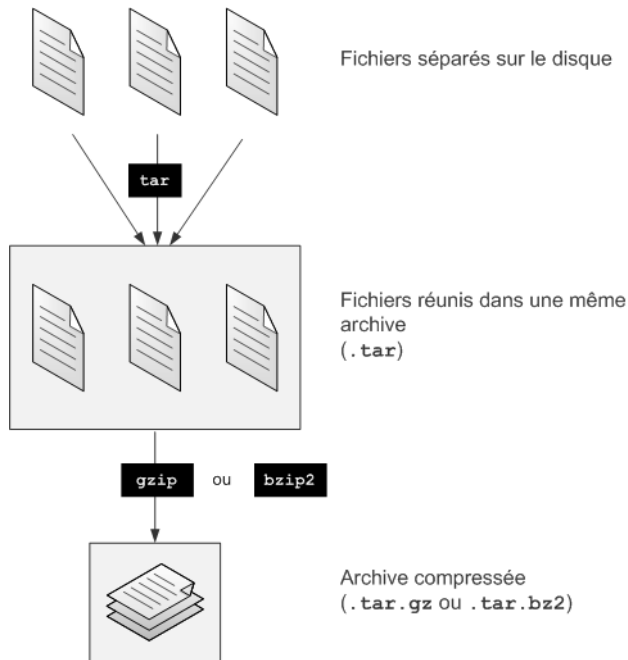 Fichiers séparés sur le disque
tar
Fichiers réunis dans une même
archive
(.tar)
gzip ou bzip2
Archive compressée
(.tar.gz ou .tar.bz2)